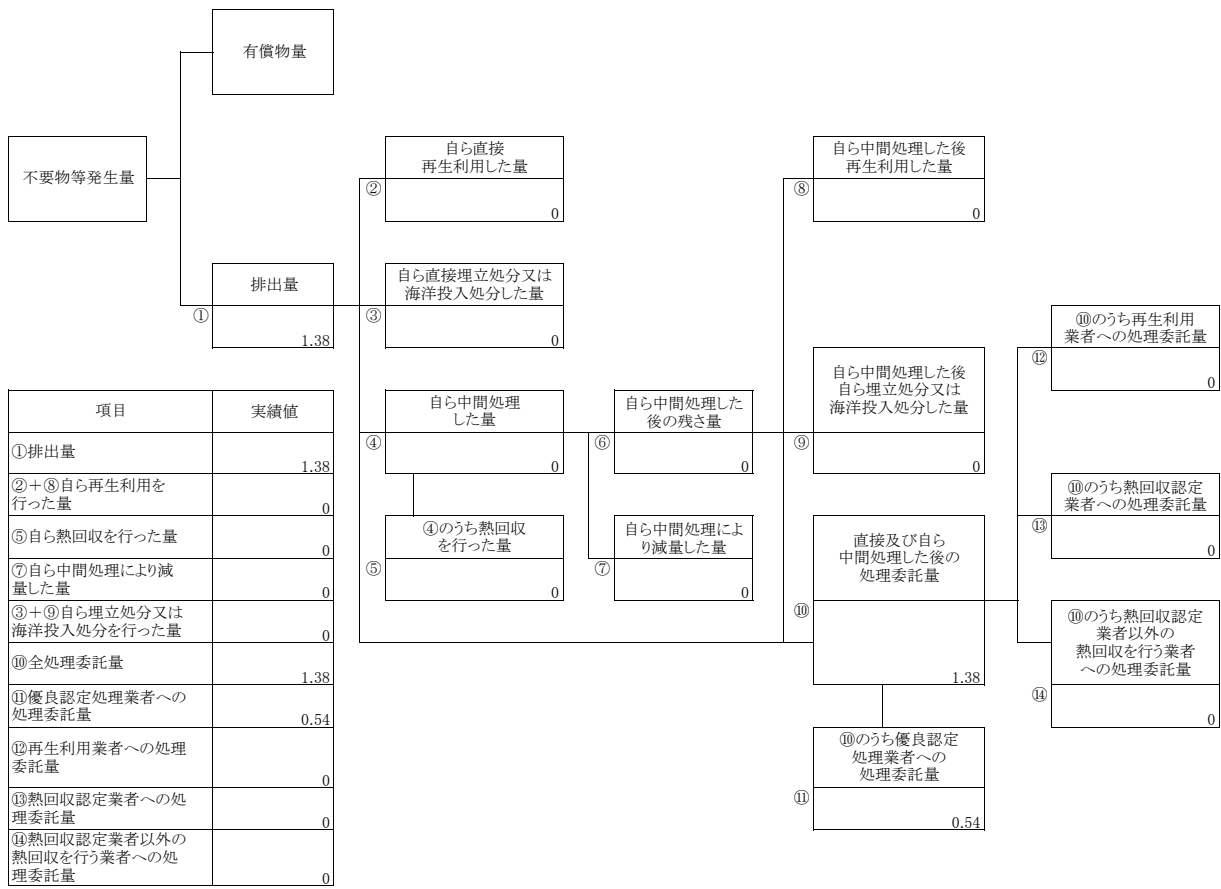 有償物量
不要物等発生量
自ら直接
再生利用した量
②
0
自ら中間処理した後
再生利用した量
⑧
0
排出量
①
1.38
自ら直接埋立処分又は
海洋投入処分した量
③
0
⑩のうち再生利用
業者への処理委託量
⑫
0
自ら中間処理
した量
④
0
自ら中間処理した
後の残さ量
⑥
0
自ら中間処理した後
自ら埋立処分又は
海洋投入処分した量
⑨
0
⑩のうち熱回収認定
業者への処理委託量
⑬
0
④のうち熱回収
を行った量
⑤
0
自ら中間処理によ
り減量した量
⑦
0
直接及び自ら
中間処理した後の
処理委託量
⑩
1.38
⑩のうち熱回収認定
業者以外の
熱回収を行う業者
への処理委託量
⑭
0
⑩のうち優良認定
処理業者への
処理委託量
⑪
0.54
項目 実績値
①排出量
1.38
②+⑧自ら再生利用を
行った量
0
⑤自ら熱回収を行った量
0
⑦自ら中間処理により減
量した量
0
③+⑨自ら埋立処分又は
海洋投入処分を行った量
0
⑩全処理委託量
1.38
⑪優良認定処理業者への
処理委託量
0.54
⑫再生利用業者への処理
委託量
0
⑬熱回収認定業者への処
理委託量
0
⑭熱回収認定業者以外の
熱回収を行う業者への処
理委託量
0